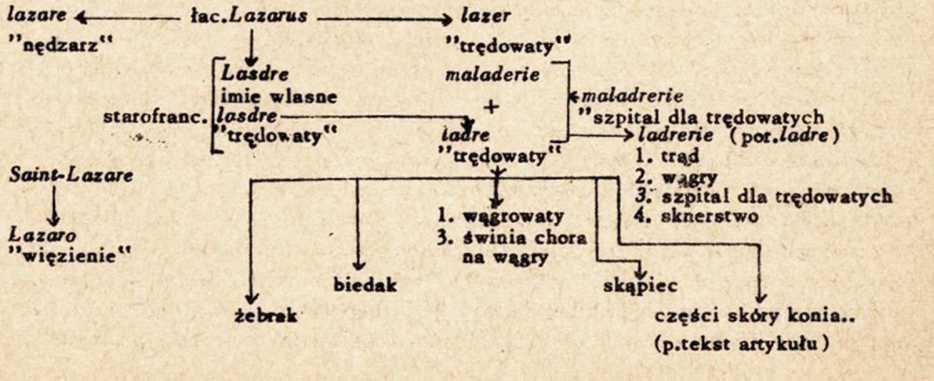 lazare łac. Lazarus lazer
"nędzarz" "trędowaty"
Lasdre maladerie
imie wlasne + maladrerie
starofranc. lasdre "szpital dla trędowatych
"trędowaty" ladre ladrerie (por. ladre)
"trędowaty" 1. trąd
Saint-Lazare 2. wągry
3. szpital dla trędowatych
1. wągrowaty 4. sknerstwo
Lazaro 3. świnia chora
"więzienie" na wągry
biedak skąpiec
żebrak części skóry konia..
(p.tekst artykułu)